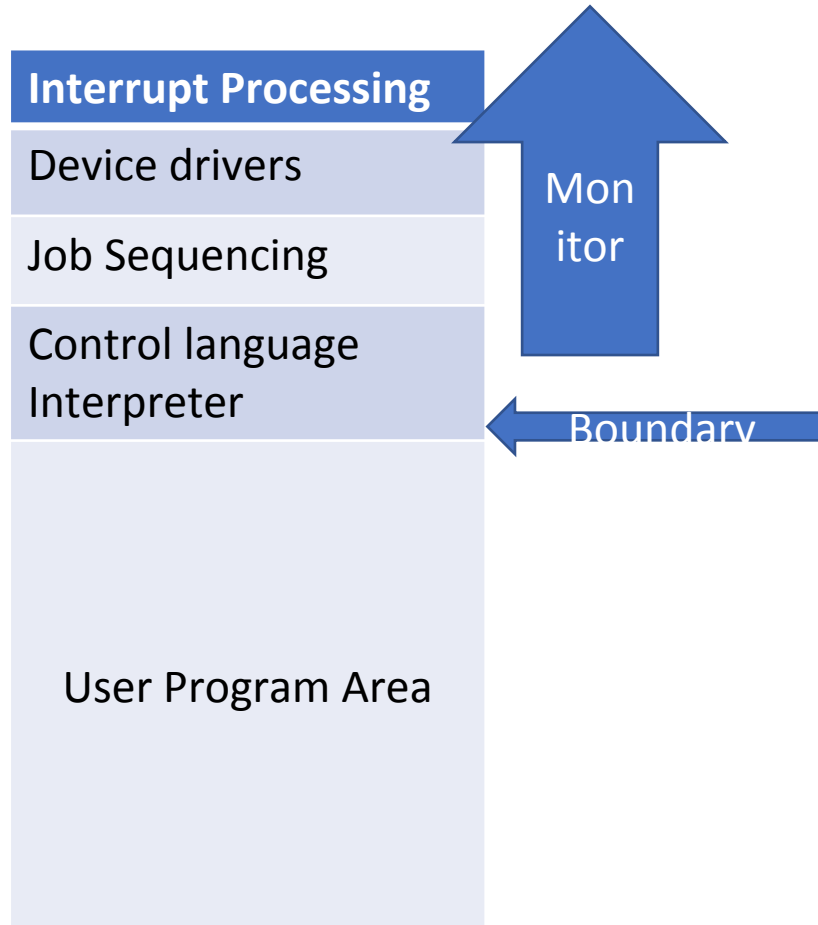 Interrupt Processing
Device drivers
Mon
itor
Job Sequencing
Control language
Interpreter
Boundary
User Program Area